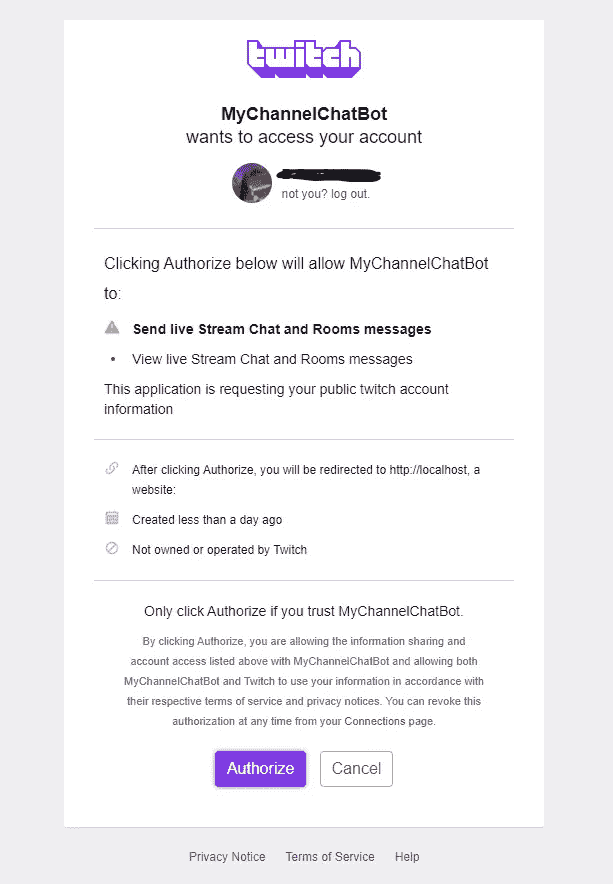 twitch
MyChannelChatBot
wants to access your account
not you? log out.
Clicking Authorize below will allow MyChannelChatBot
to:
Send live Stream Chat and Rooms messages
• View live Stream Chat and Rooms messages
This application is requesting your public twitch account
information
After clicking Authorize, you will be redirected to http://localhost, a
website:
Created less than a day ago
Not owned or operated by Twitch
Only click Authorize if you trust MyChannelChatBot.
By clicking Authorize, you are allowing the information sharing and
account access listed above with MyChannelChatBot and allowing both
MyChannelChatBot and Twitch to use your information in accordance with
their respective terms of service and privacy notices. You can revoke this
authorization at any time from your Connections page.
Authorize Cancel
Privacy Notice Terms of Service Help